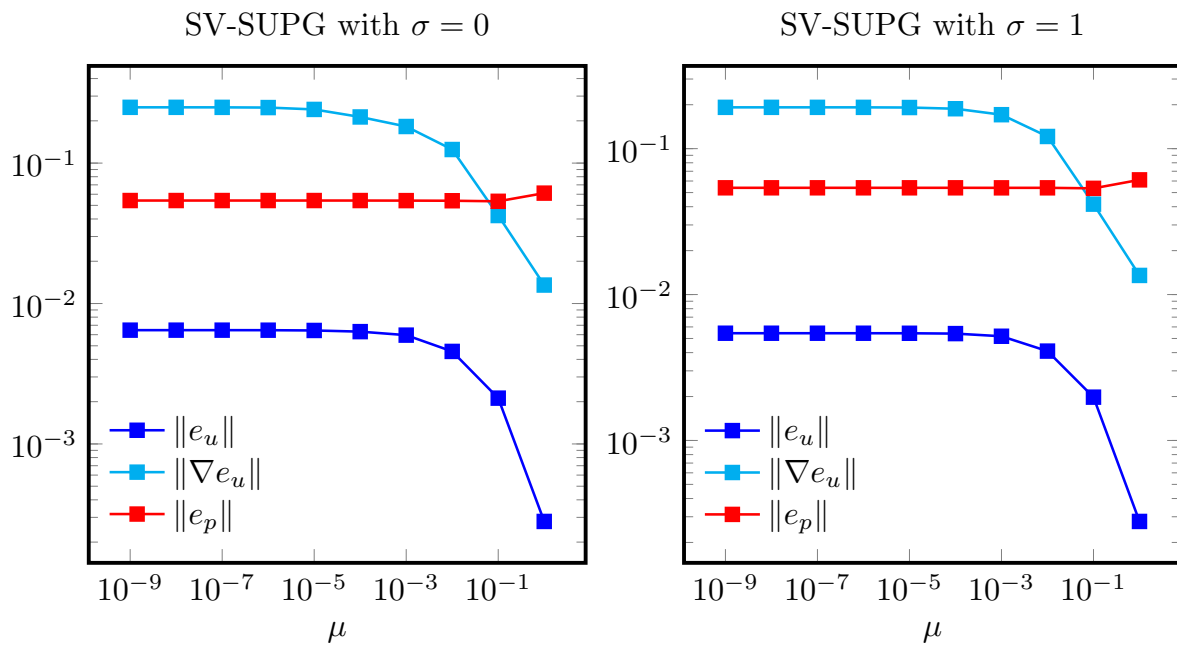 SV-SUPG with σ = 0
10⁻¹
10⁻²
10⁻³
‖e_u‖
‖∇e_u‖
‖e_p‖
10⁻⁹ 10⁻⁷ 10⁻⁵ 10⁻³ 10⁻¹
μ
SV-SUPG with σ = 1
10⁻¹
10⁻²
10⁻³
‖e_u‖
‖∇e_u‖
‖e_p‖
10⁻⁹ 10⁻⁷ 10⁻⁵ 10⁻³ 10⁻¹
μ